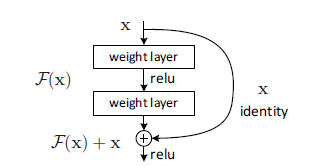 x
weight layer
relu
F(x)
weight layer
x
identity
F(x) + x
relu